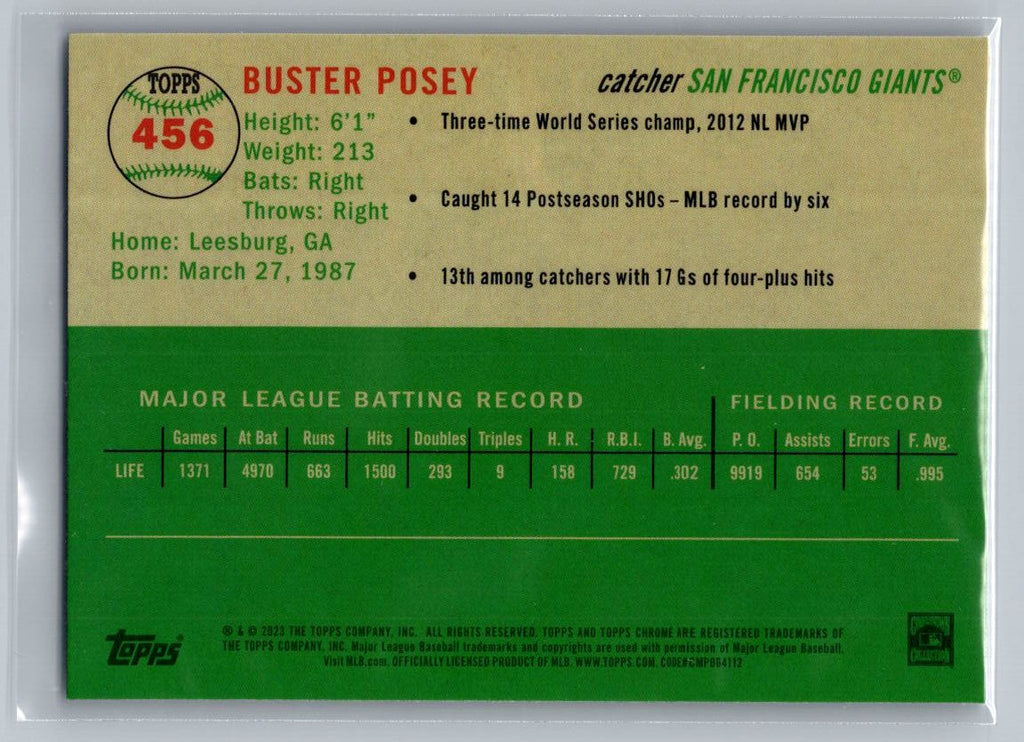 TOPPS
456
BUSTER POSEY
catcher SAN FRANCISCO GIANTS®
Height: 6'1"
Weight: 213
Bats: Right
Throws: Right
Home: Leesburg, GA
Born: March 27, 1987
• Three-time World Series champ, 2012 NL MVP
• Caught 14 Postseason SHOs – MLB record by six
• 13th among catchers with 17 Gs of four-plus hits
MAJOR LEAGUE BATTING RECORD
FIELDING RECORD
Games At Bat Runs Hits Doubles Triples H. R. R.B.I. B. Avg. P. O. Assists Errors F. Avg.
LIFE 1371 4970 663 1500 293 9 158 729 .302 9919 654 53 .995
Topps®
® & © 2023 THE TOPPS COMPANY, INC. ALL RIGHTS RESERVED. TOPPS AND TOPPS CHROME ARE REGISTERED TRADEMARKS OF
THE TOPPS COMPANY, INC. Major League Baseball trademarks and copyrights are used with permission of Major League Baseball.
Visit MLB.com. OFFICIALLY LICENSED PRODUCT OF MLB. WWW.TOPPS.COM. CODE#CMP064112